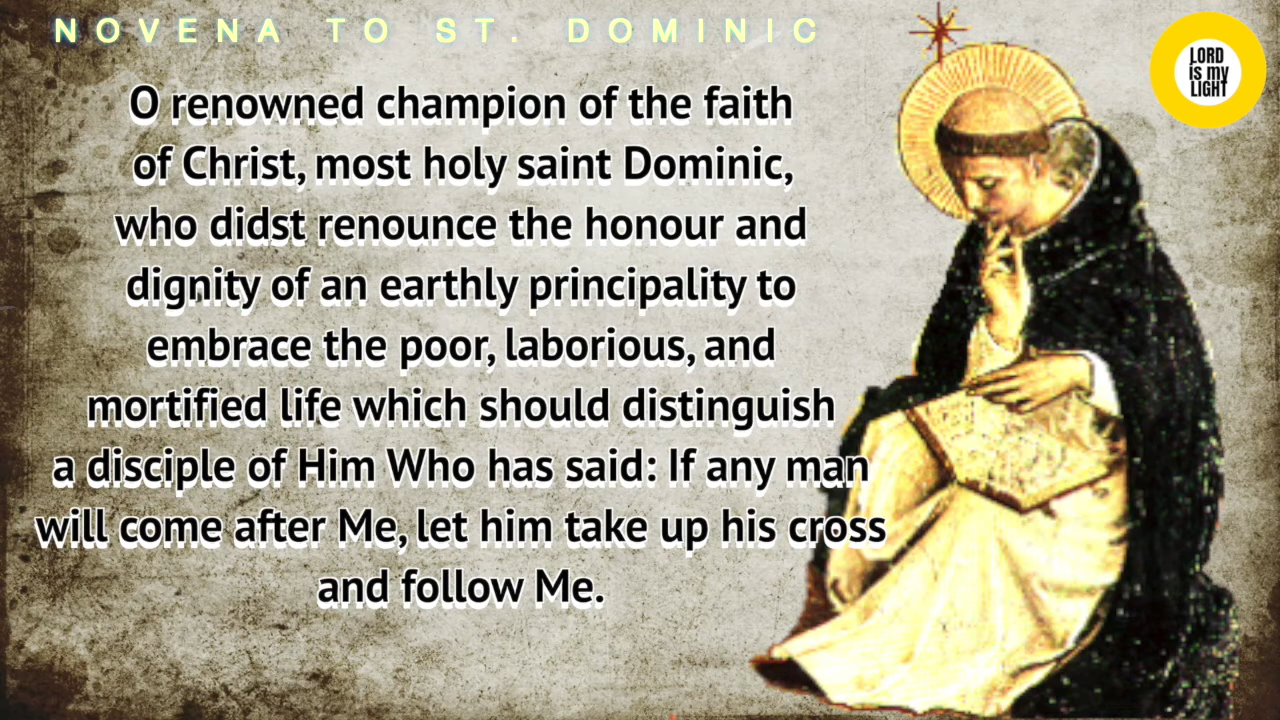 NOVENA TO ST. DOMINIC
LORD
is my
LIGHT
O renowned champion of the faith
of Christ, most holy saint Dominic,
who didst renounce the honour and
dignity of an earthly principality to
embrace the poor, laborious, and
mortified life which should distinguish
a disciple of Him Who has said: If any man
will come after Me, let him take up his cross
and follow Me.